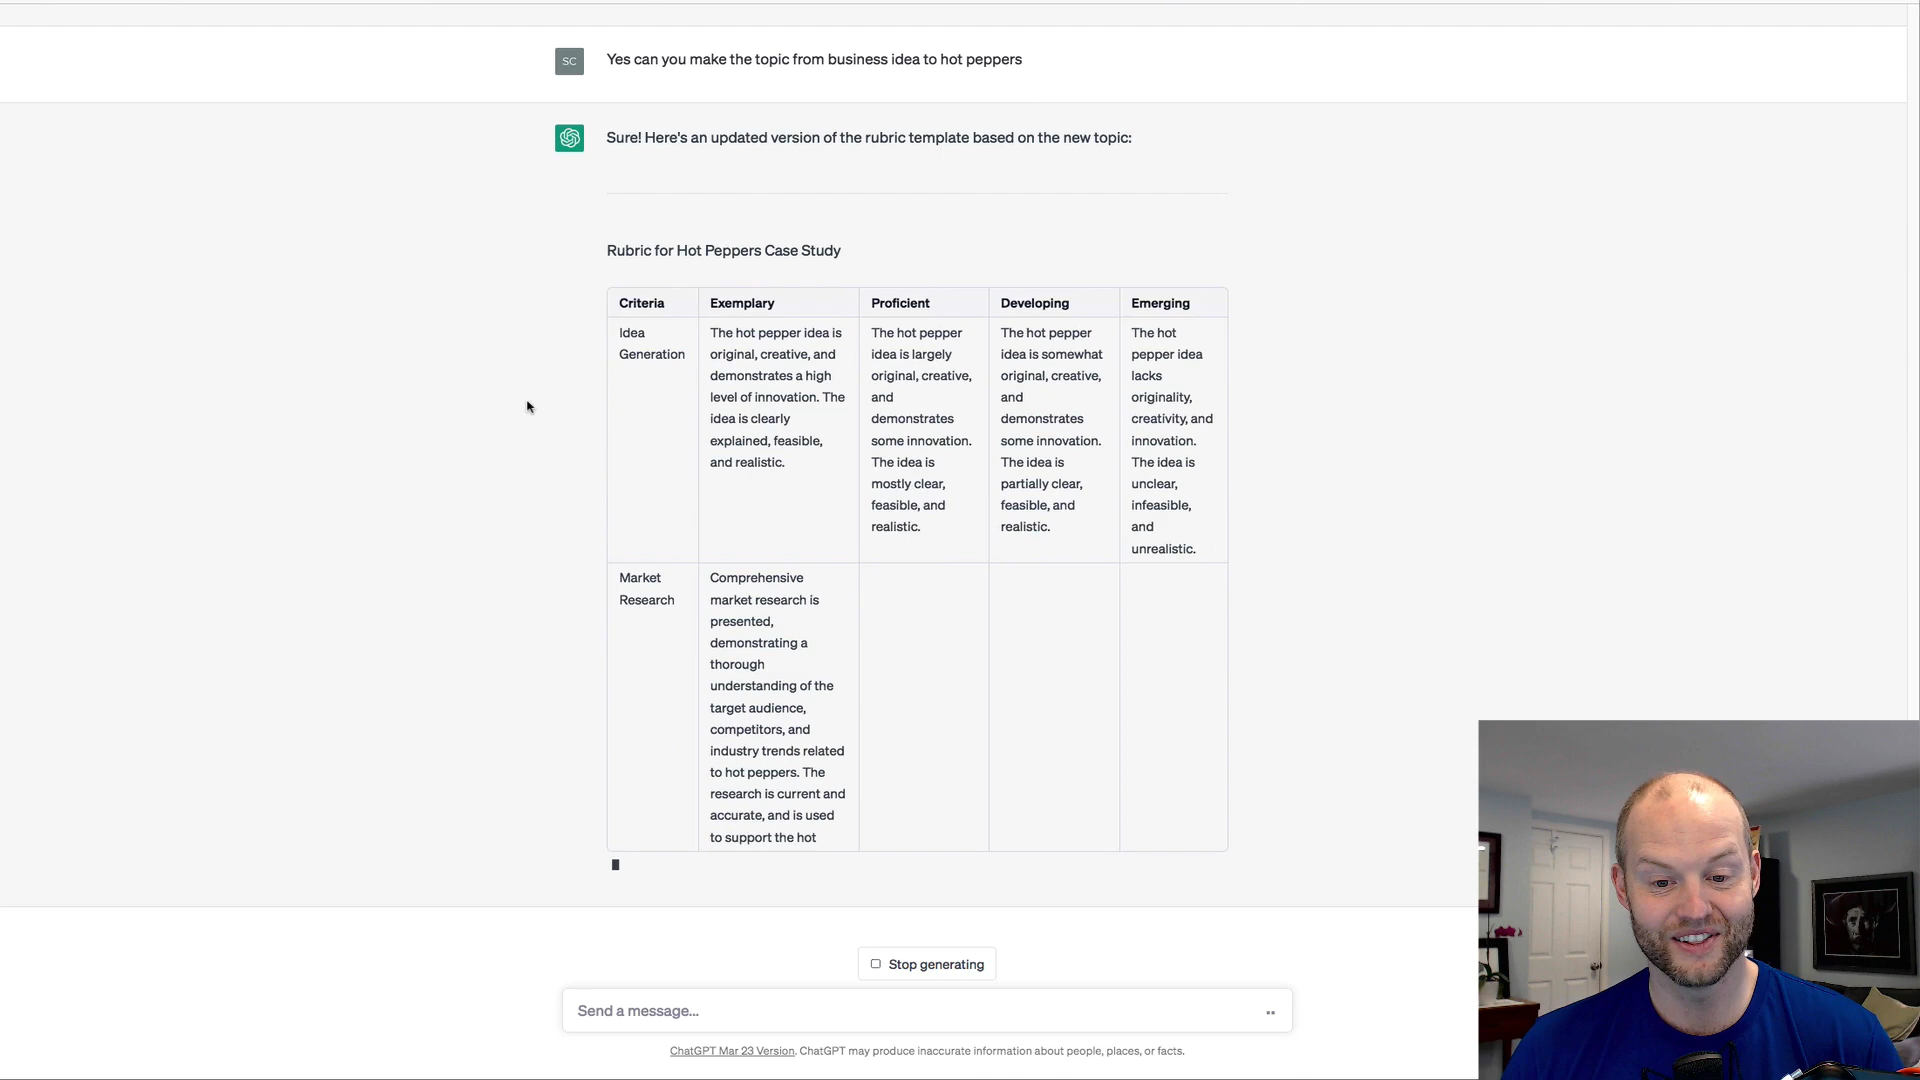 SC
Yes can you make the topic from business idea to hot peppers
Sure! Here's an updated version of the rubric template based on the new topic:
Rubric for Hot Peppers Case Study
Criteria
Exemplary
Proficient
Developing
Emerging
Idea
Generation
The hot pepper idea is
original, creative, and
demonstrates a high
level of innovation. The
idea is clearly
explained, feasible,
and realistic.
The hot pepper
idea is largely
original, creative,
and
demonstrates
some innovation.
The idea is
mostly clear,
feasible, and
realistic.
The hot pepper
idea is somewhat
original, creative,
and
demonstrates
some innovation.
The idea is
partially clear,
feasible, and
realistic.
The hot
pepper idea
lacks
originality,
creativity, and
innovation.
The idea is
unclear,
infeasible,
and
unrealistic.
Market
Research
Comprehensive
market research is
presented,
demonstrating a
thorough
understanding of the
target audience,
competitors, and
industry trends related
to hot peppers. The
research is current and
accurate, and is used
to support the hot
Stop generating
Send a message...
ChatGPT Mar 23 Version. ChatGPT may produce inaccurate information about people, places, or facts.